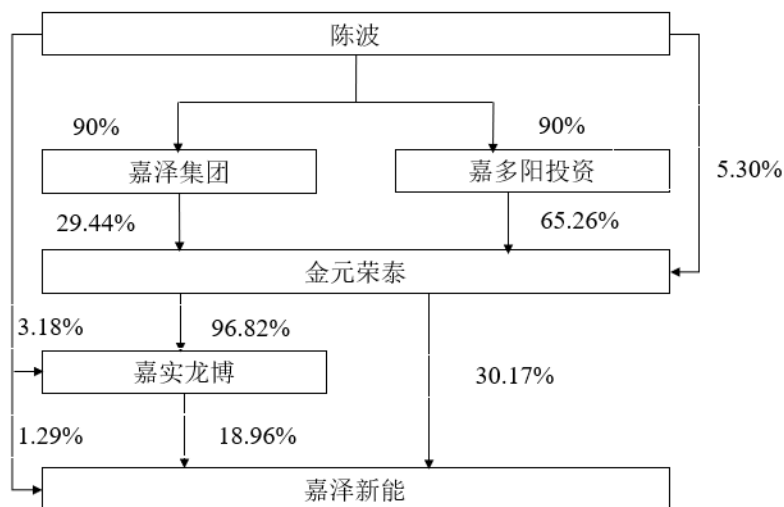 陈波
90%
90%
嘉泽集团
嘉多阳投资
5.30%
29.44%
65.26%
金元荣泰
3.18%
96.82%
嘉实龙博
30.17%
1.29%
18.96%
嘉泽新能